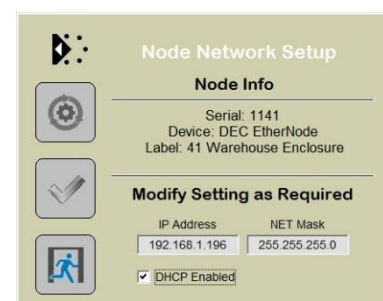 Node Network Setup
Node Info
Serial: 1141
Device: DEC EtherNode
Label: 41 Warehouse Enclosure
Modify Setting as Required
IP Address NET Mask
192.168.1.196 255.255.255.0
DHCP Enabled